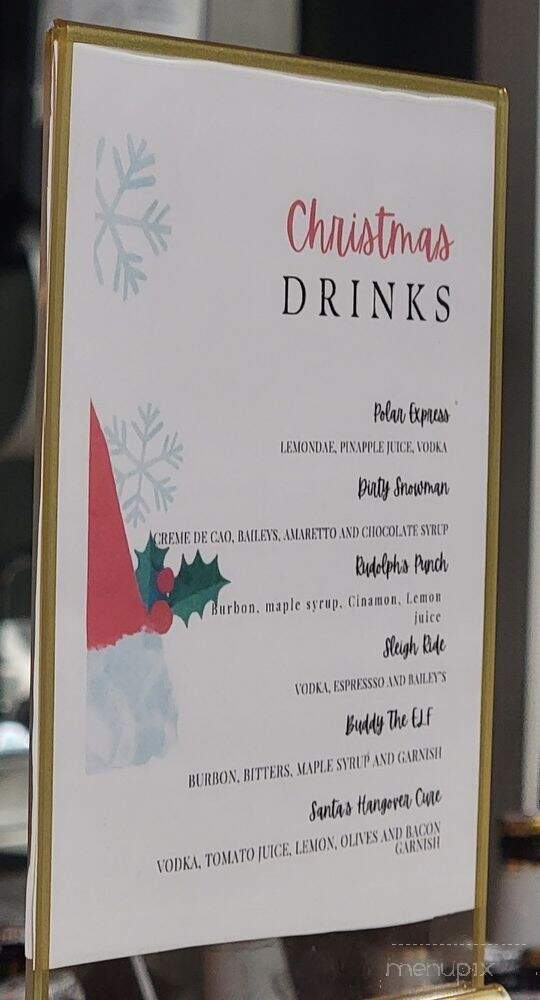 Christmas
DRINKS
Polar Express
LEMONDAE, PINAPPLE JUICE, VODKA
Dirty Snowman
CREME DE CAO, BAILEYS, AMARETTO AND CHOCOLATE SYRUP
Rudolph's Punch
Burbon, maple syrup, Cinamon, Lemon
juice
Sleigh Ride
VODKA, ESPRESSSO AND BAILEY'S
Buddy The ELF
BURBON, BITTERS, MAPLE SYRUP AND GARNISH
Santa's Hangover Cure
VODKA, TOMATO JUICE, LEMON, OLIVES AND BACON
GARNISH
menupix